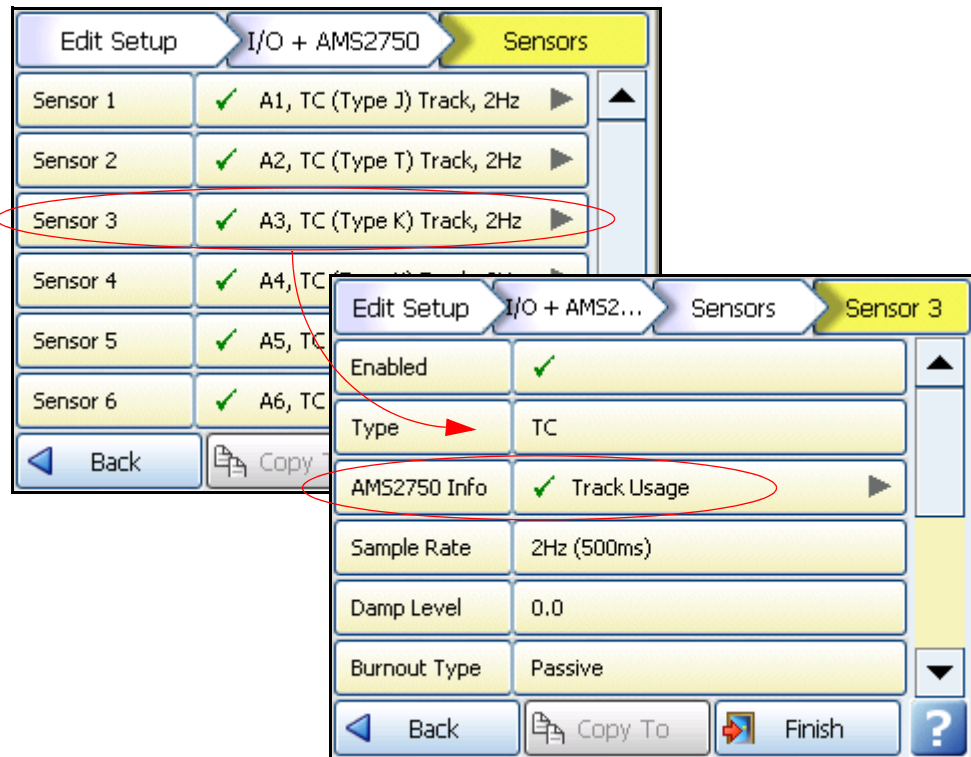 Edit Setup I/O + AMS2750 Sensors
Sensor 1 A1, TC (Type J) Track, 2Hz
Sensor 2 A2, TC (Type T) Track, 2Hz
Sensor 3 A3, TC (Type K) Track, 2Hz
Sensor 4 A4, TC
Sensor 5 A5, TC
Sensor 6 A6, TC
Back Copy
Edit Setup I/O + AMS2... Sensors Sensor 3
Enabled
Type TC
AMS2750 Info Track Usage
Sample Rate 2Hz (500ms)
Damp Level 0.0
Burnout Type Passive
Back Copy To Finish ?